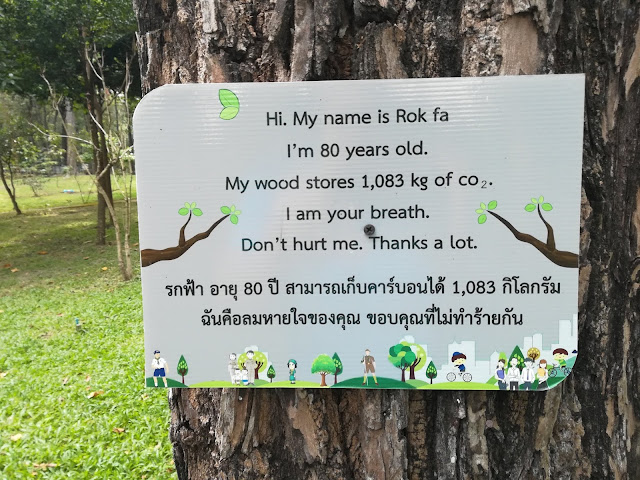 Hi. My name is Rok fa
I'm 80 years old.
My wood stores 1,083 kg of co₂.
I am your breath.
Don't hurt me. Thanks a lot.
รกฟ้า อายุ 80 ปี สามารถเก็บคาร์บอนได้ 1,083 กิโลกรัม
ฉันคือลมหายใจของคุณ ขอบคุณที่ไม่ทำร้ายกัน